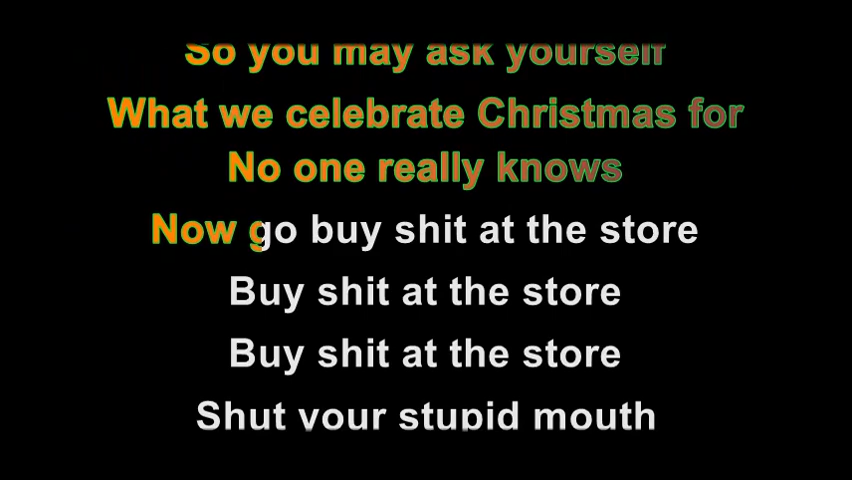 So you may ask yourself
What we celebrate Christmas for
No one really knows
Now go buy shit at the store
Buy shit at the store
Buy shit at the store
Shut your stupid mouth